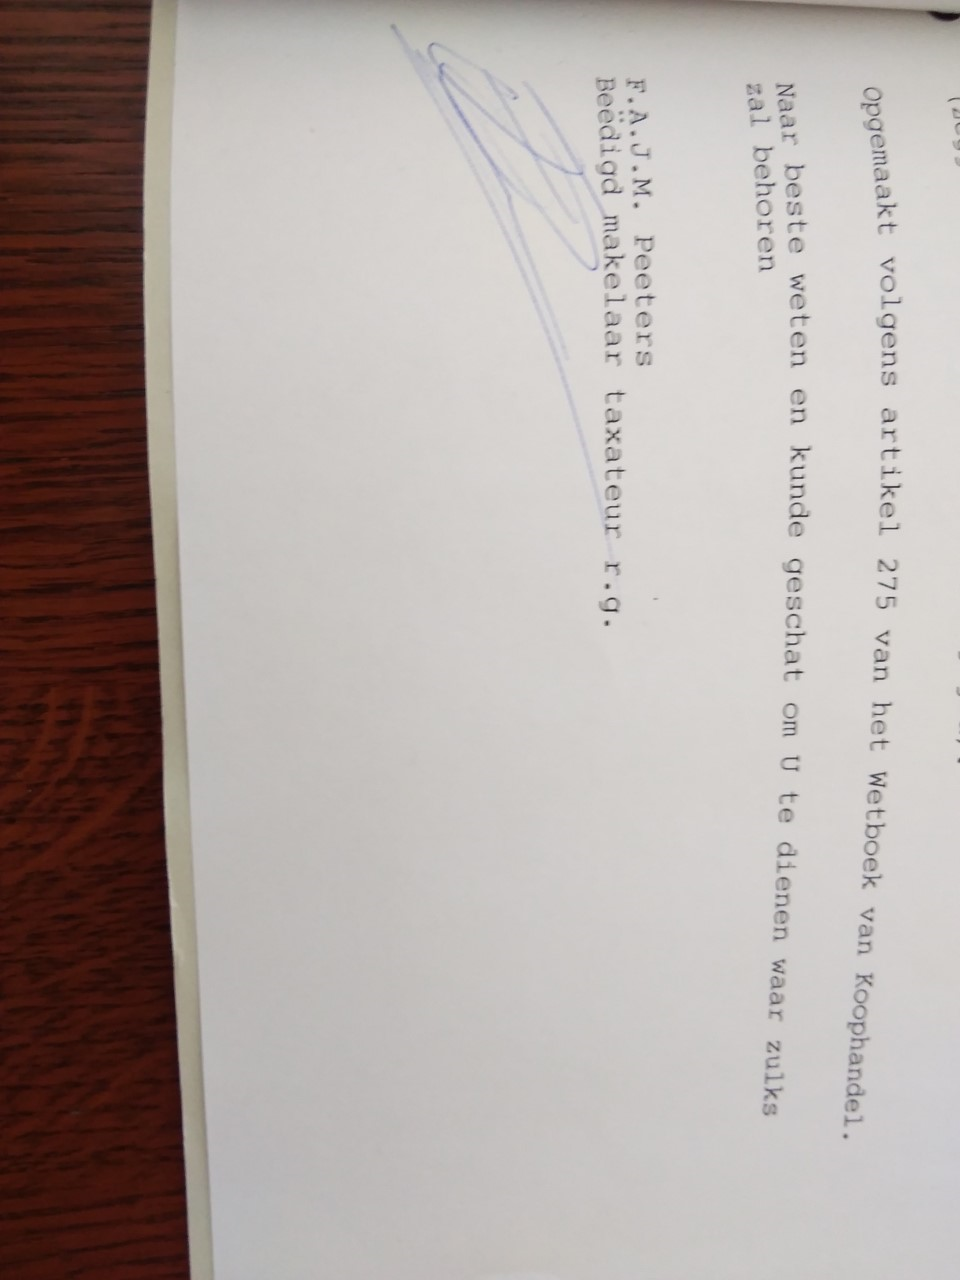 Opgemaakt volgens artikel 275 van het Wetboek van Koophandel.
Naar beste weten en kunde geschat om U te dienen waar zulks
zal behoren
F.A.J.M. Peeters
Beëdigd makelaar taxateur r.g.